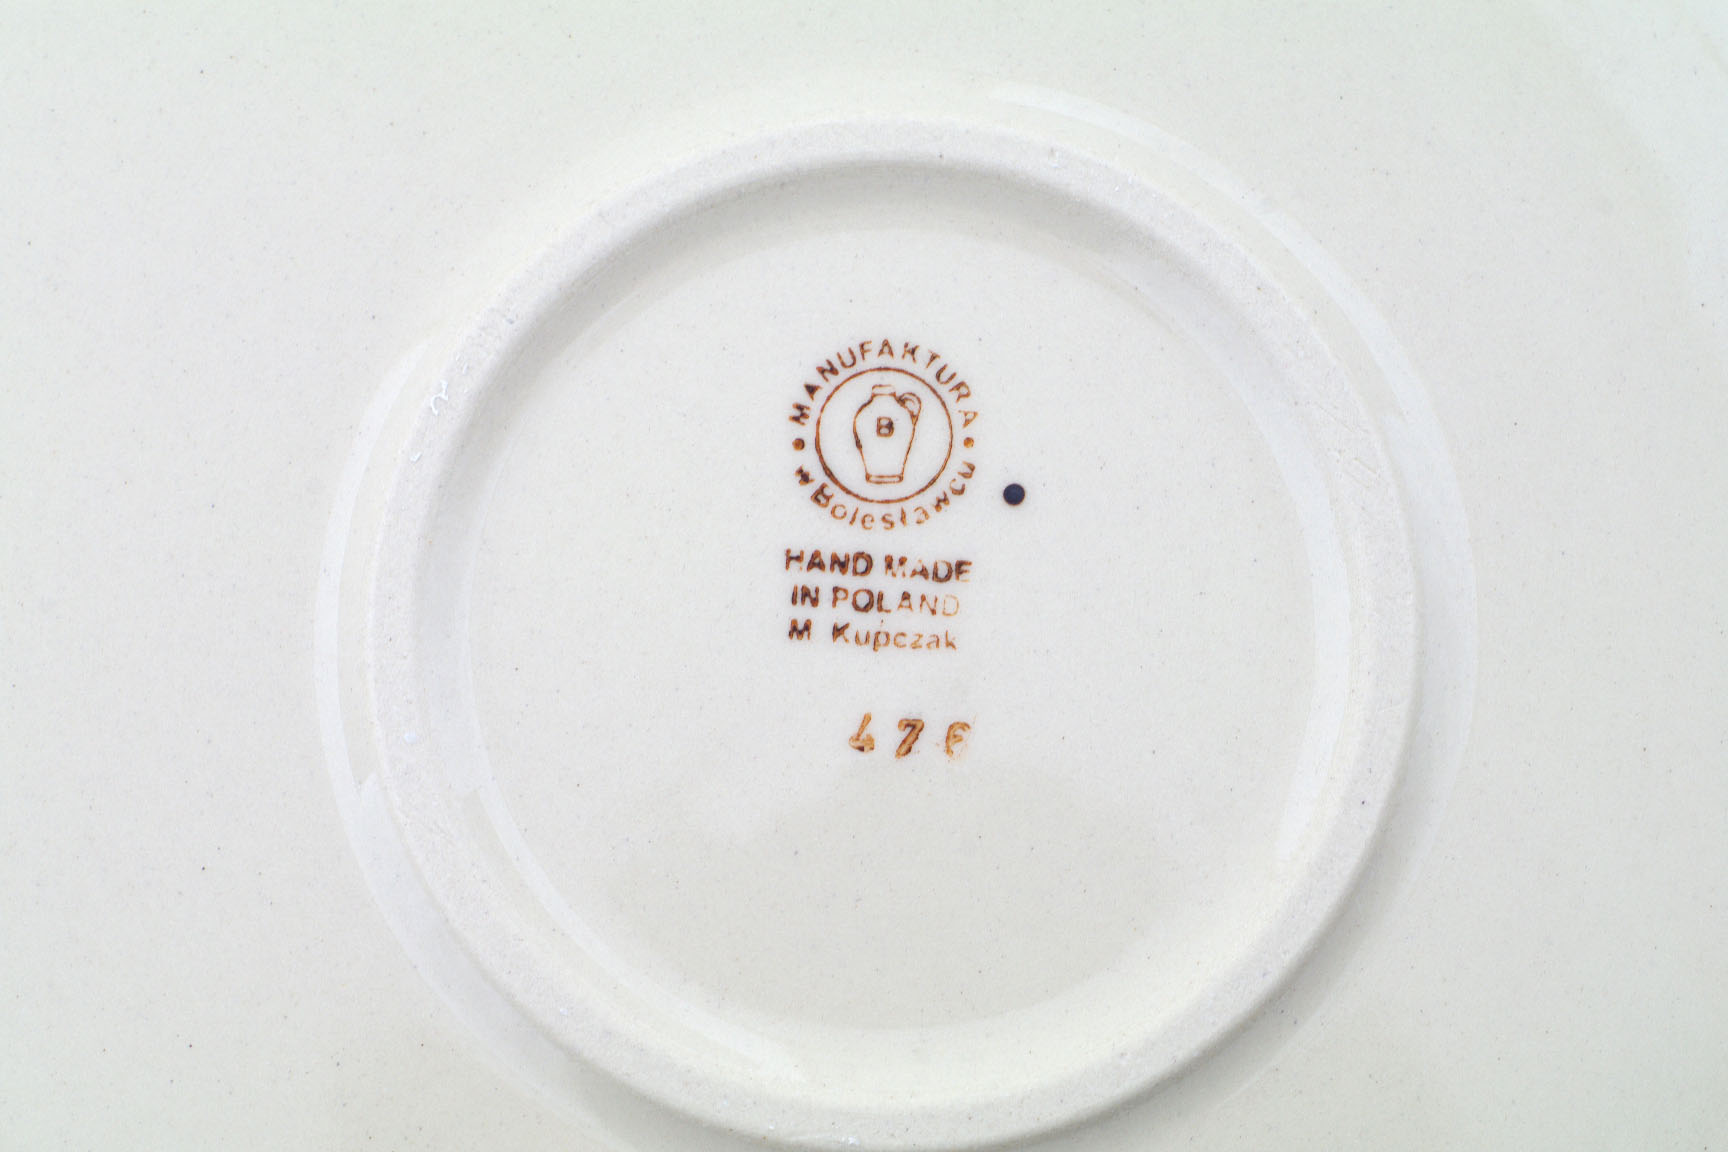 MANUFAKTURA
B
w Bolesławcu
HAND MADE
IN POLAND
M Kupczak
476